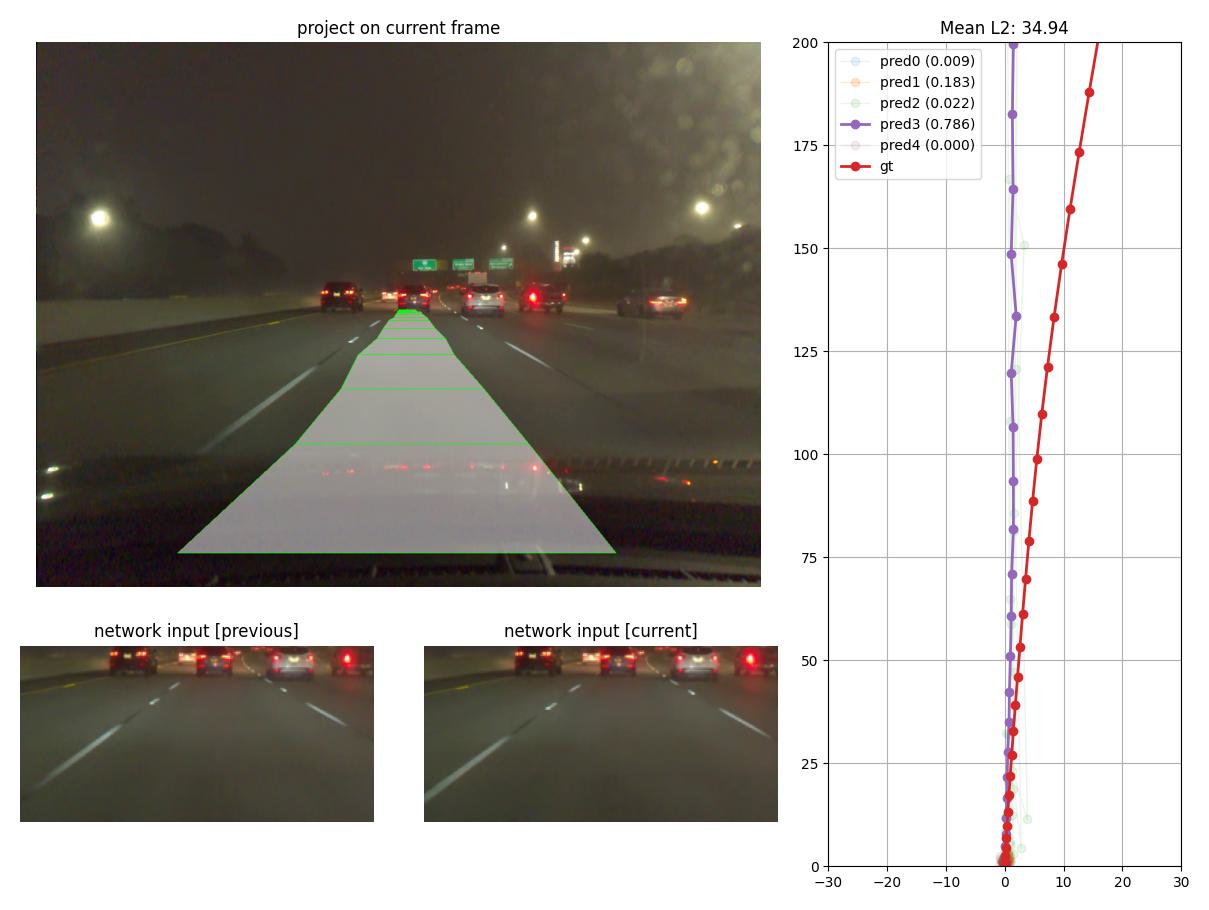 project on current frame
Mean L2: 34.94
pred0 (0.009)
pred1 (0.183)
pred2 (0.022)
pred3 (0.786)
pred4 (0.000)
gt
200
175
150
125
100
75
50
25
0
−30
−20
−10
0
10
20
30
network input [previous]
network input [current]